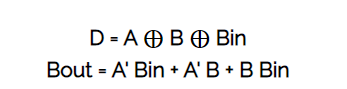 D = A ⊕ B ⊕ Bin
Bout = A' Bin + A' B + B Bin